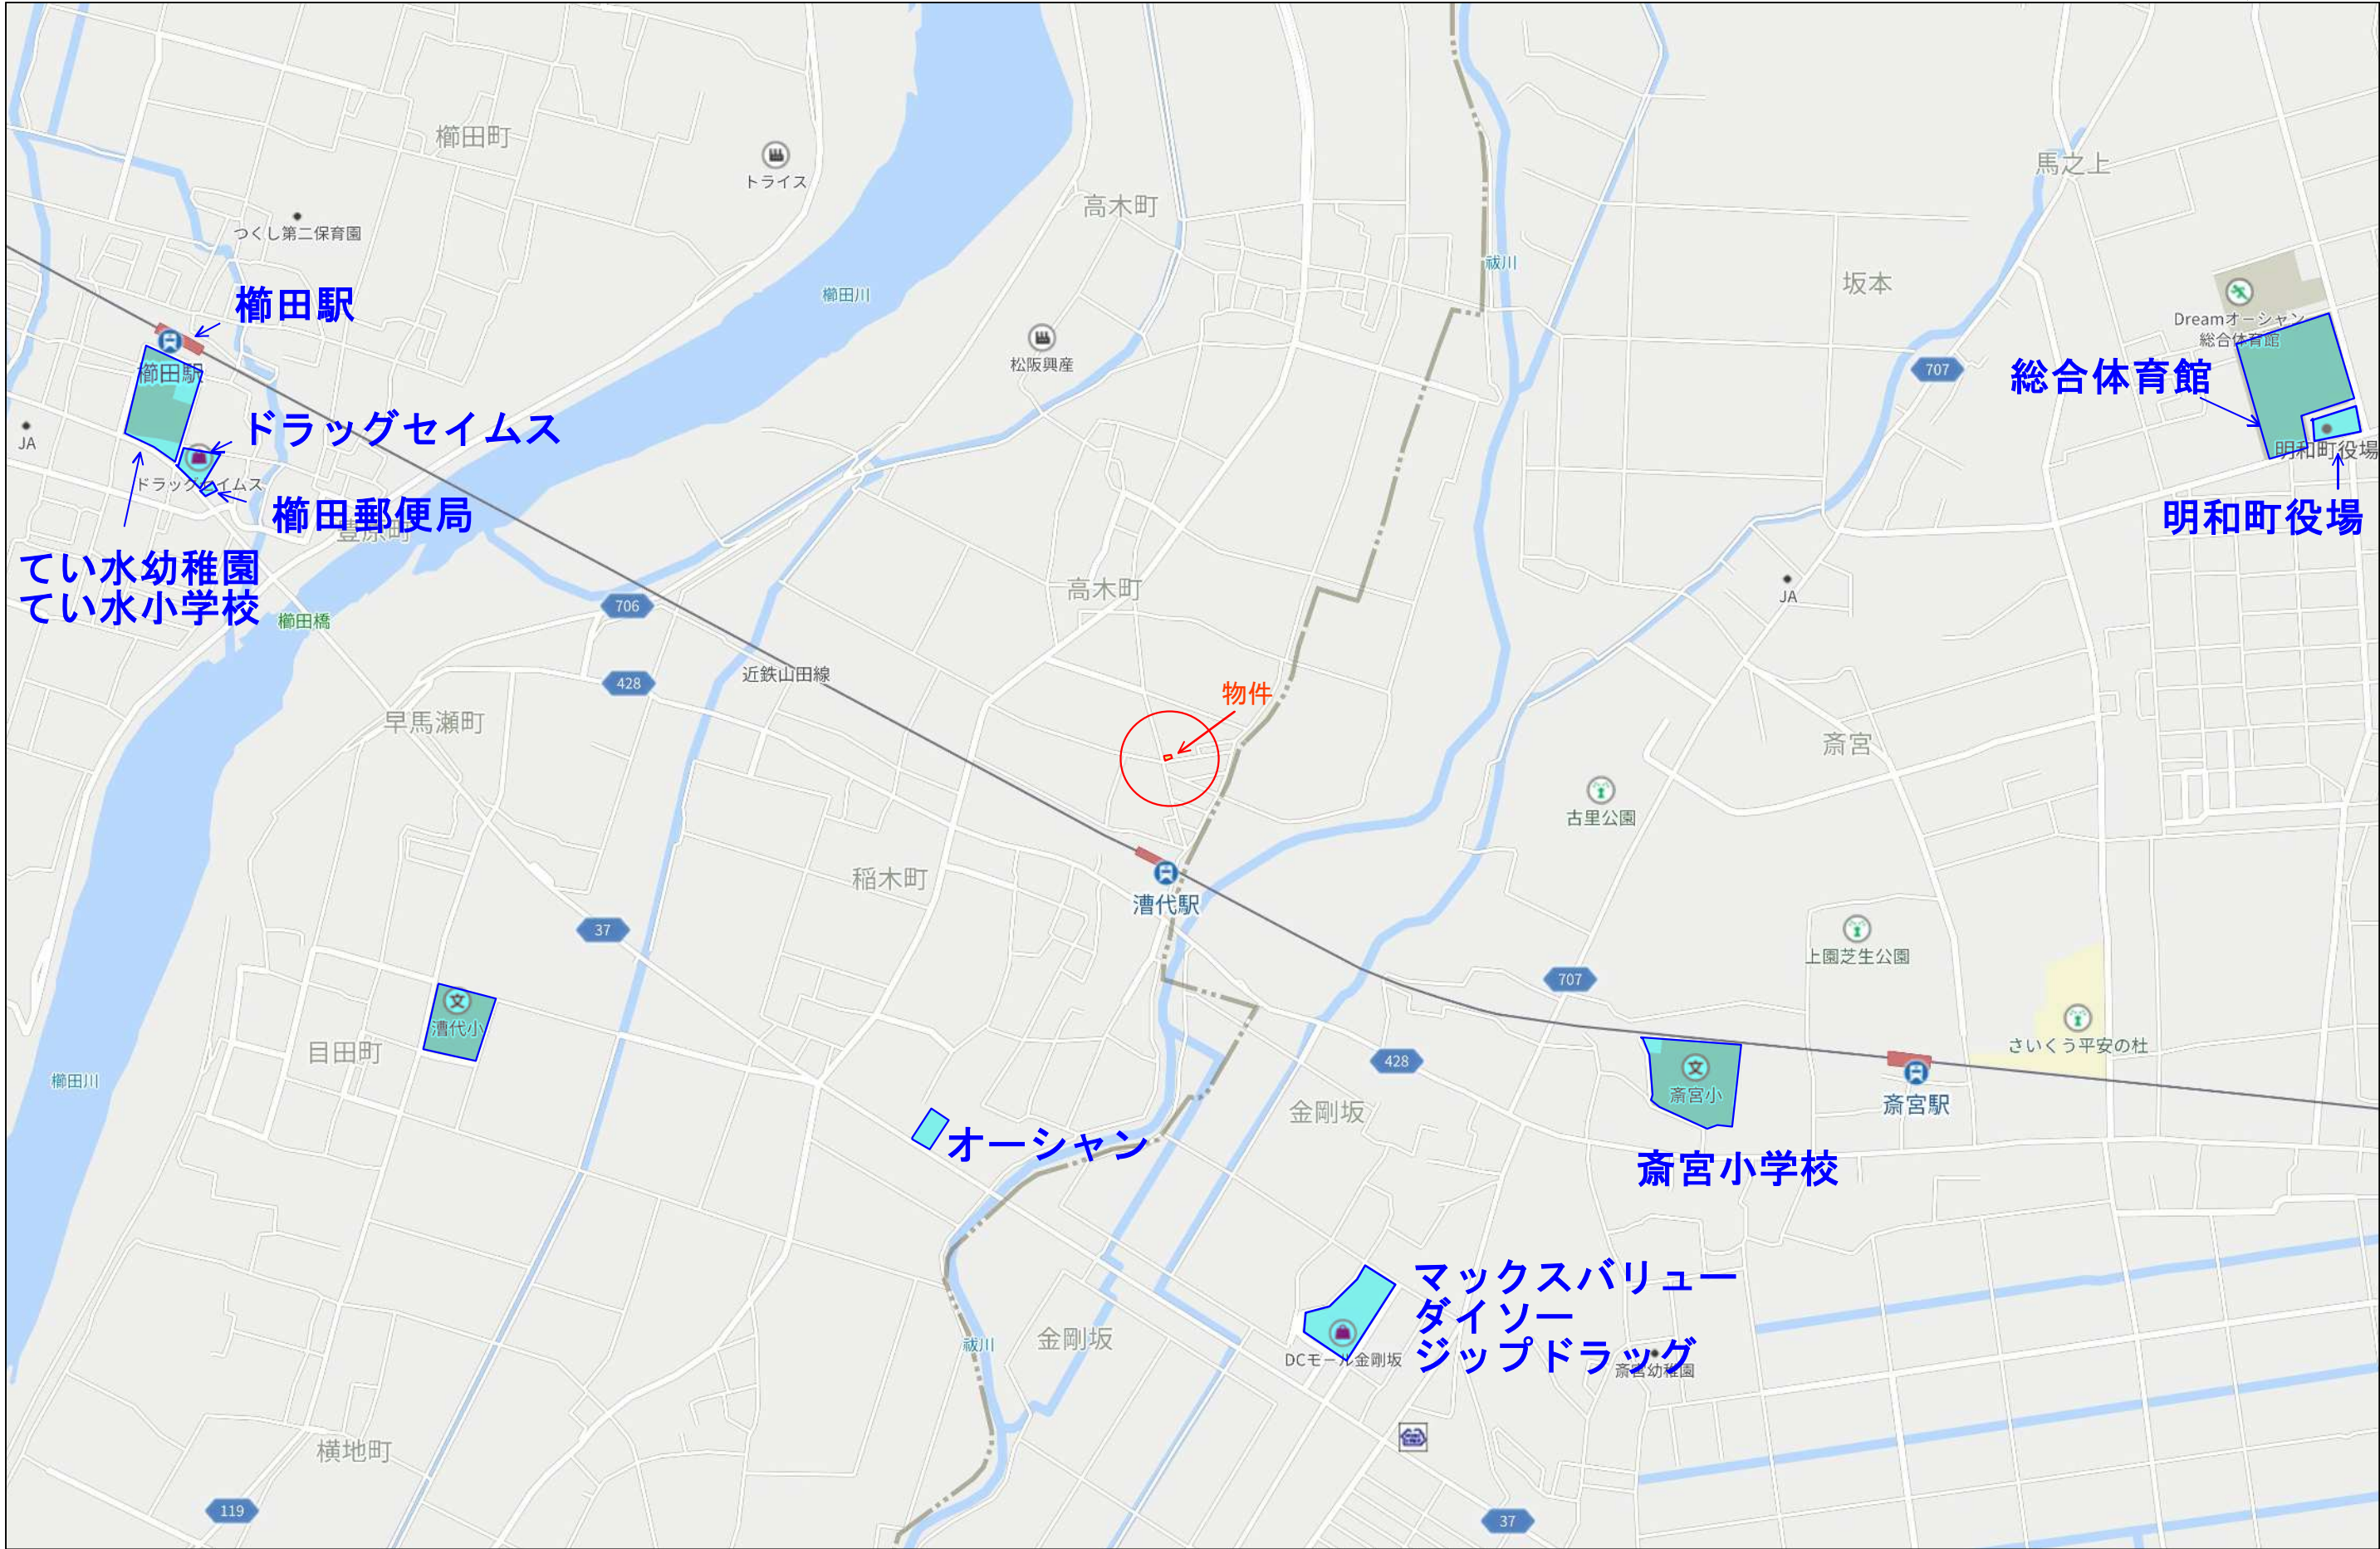 櫛田町
トライス
高木町
馬之上
つくし第二保育園
祓川
坂本
櫛田川
櫛田駅
Dreamオーシャン
総合体育館
松阪興産
707
総合体育館
櫛田駅
ドラッグセイムス
JA
明和町役場
ドラッグセイムス
櫛田郵便局
豊原町
明和町役場
てい水幼稚園
てい水小学校
高木町
JA
706
櫛田橋
近鉄山田線
428
物件
早馬瀬町
斎宮
古里公園
稲木町
漕代駅
37
上園芝生公園
707
漕代小
目田町
さいくう平安の杜
櫛田川
428
斎宮小
斎宮駅
金剛坂
オーシャン
斎宮小学校
マックスバリュー
ダイソー
ジップドラッグ
祓川
金剛坂
DCモール金剛坂
斎宮幼稚園
横地町
119
37